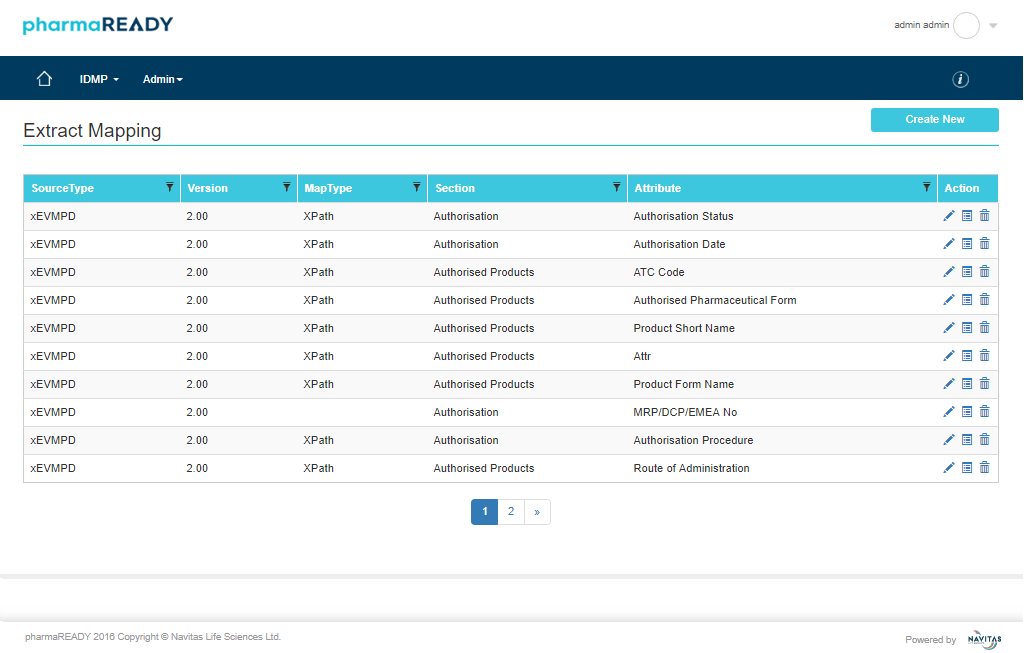 pharmaREADY
admin admin
IDMP Admin i
Extract Mapping
Create New
SourceType Version MapType Section Attribute Action
xEVMPD 2.00 XPath Authorisation Authorisation Status
xEVMPD 2.00 XPath Authorisation Authorisation Date
xEVMPD 2.00 XPath Authorised Products ATC Code
xEVMPD 2.00 XPath Authorised Products Authorised Pharmaceutical Form
xEVMPD 2.00 XPath Authorised Products Product Short Name
xEVMPD 2.00 XPath Authorised Products Attr
xEVMPD 2.00 XPath Authorised Products Product Form Name
xEVMPD 2.00 Authorisation MRP/DCP/EMEA No
xEVMPD 2.00 XPath Authorisation Authorisation Procedure
xEVMPD 2.00 XPath Authorised Products Route of Administration
1 2 »
pharmaREADY 2016 Copyright © Navitas Life Sciences Ltd.
Powered by NAVITAS